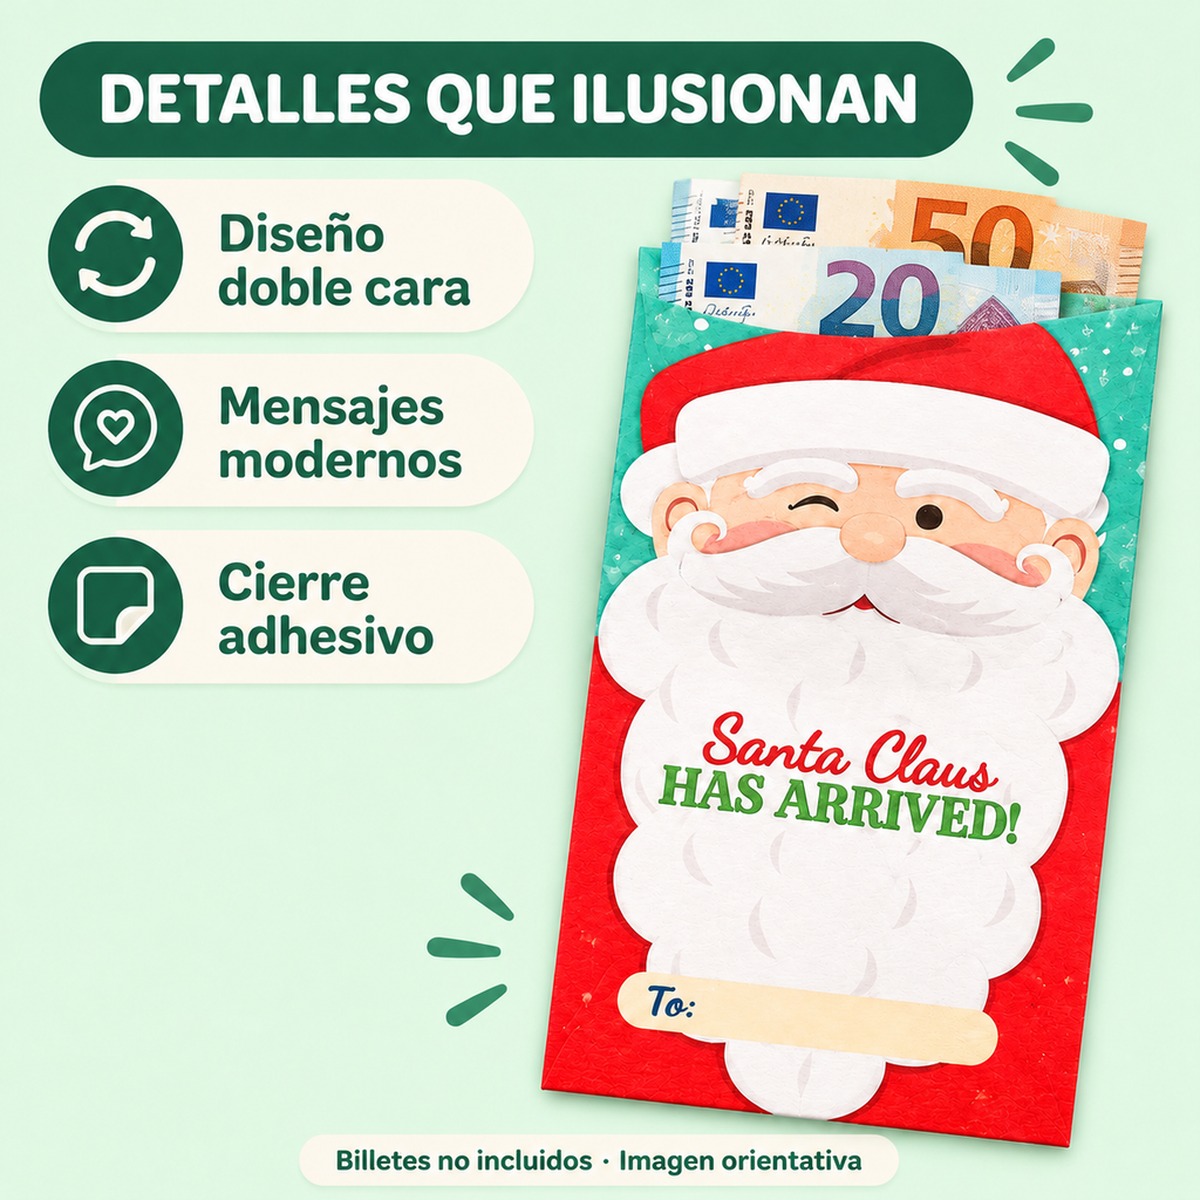 DETALLES QUE ILUSIONAN
Diseño
doble cara
Mensajes
modernos
Cierre
adhesivo
50
20
Santa Claus
HAS ARRIVED!
To:
Billetes no incluidos · Imagen orientativa